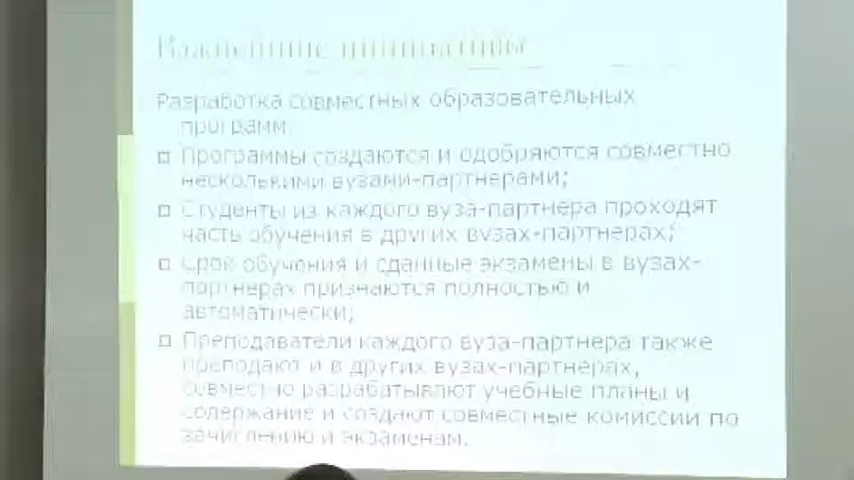 Важнейшие инициативы
Разработка совместных образовательных
программ.
Программы создаются и одобряются совместно
несколькими вузами-партнерами;
Студенты из каждого вуза-партнера проходят
часть обучения в других вузах-партнерах;
Срок обучения и сданные экзамены в вузах-
партнерах признаются полностью и
автоматически;
Преподаватели каждого вуза-партнера также
преподают и в других вузах-партнерах,
совместно разрабатывают учебные планы и
содержание и создают совместные комиссии по
зачислению и экзаменам.